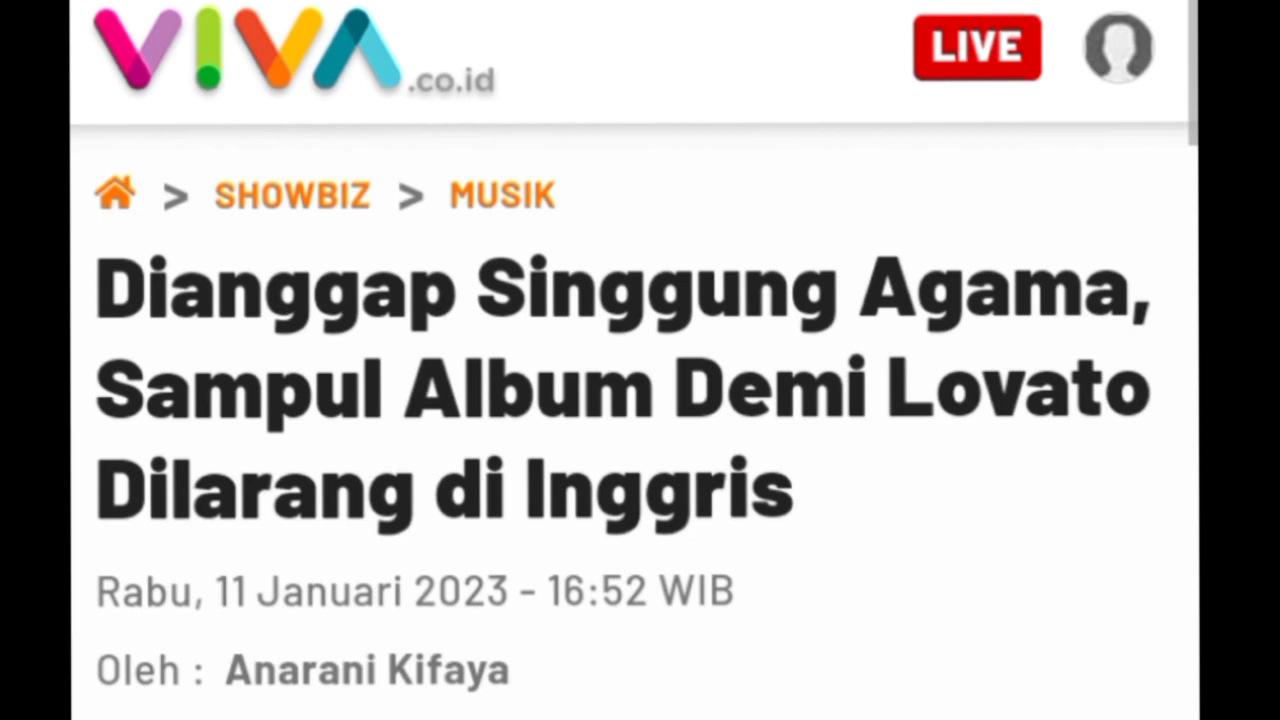 VIVA.co.id
LIVE
> SHOWBIZ > MUSIK
Dianggap Singgung Agama,
Sampul Album Demi Lovato
Dilarang di Inggris
Rabu, 11 Januari 2023 - 16:52 WIB
Oleh : Anarani Kifaya